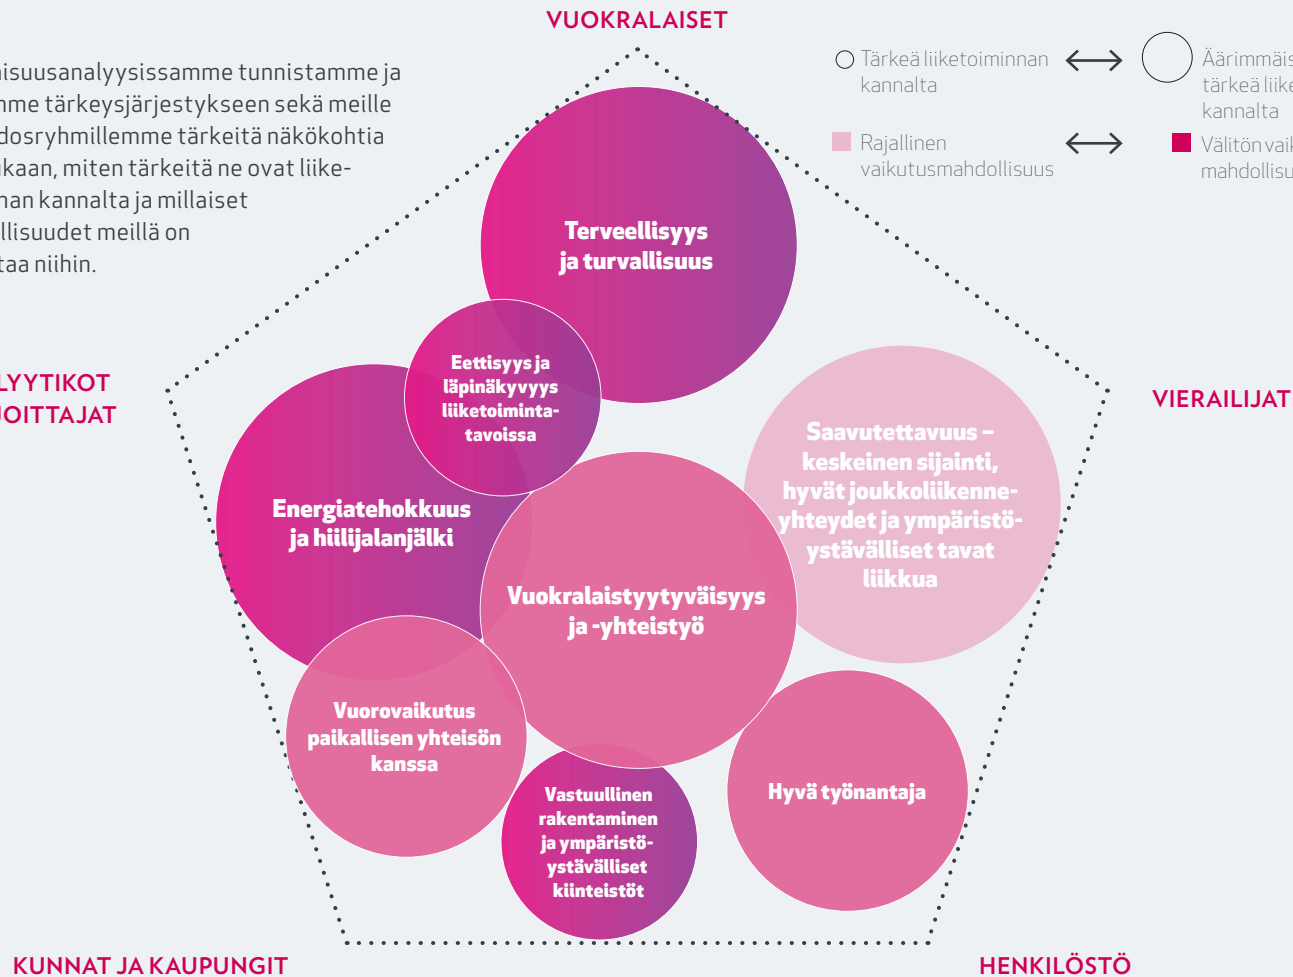 VUOKRALAISET
aisuusanalyysissamme tunnistamme ja
mme tärkeysjärjestykseen sekä meille
dosryhmillemme tärkeitä näkökohtia
ukaan, miten tärkeitä ne ovat liike-
nan kannalta ja millaiset
llisuudet meillä on
taa niihin.
Tärkeä liiketoiminnan
kannalta
Äärimmäis
tärkeä liike
kannalta
Rajallinen
vaikutusmahdollisuus
Välitön vaik
mahdollisu
Terveellisyys
ja turvallisuus
Eettisyys ja
läpinäkyvyys
liiketoiminta-
tavoissa
LYYTIKOT
JOITTAJAT
VIERAILIJAT
Saavutettavuus –
keskeinen sijainti,
hyvät joukkoliikenne-
yhteydet ja ympäristö-
ystävälliset tavat
liikkua
Energiatehokkuus
ja hiilijalanjälki
Vuokralaistyytyväisyys
ja -yhteistyö
Vuorovaikutus
paikallisen yhteisön
kanssa
Hyvä työnantaja
Vastuullinen
rakentaminen
ja ympäristö-
ystävälliset
kiinteistöt
KUNNAT JA KAUPUNGIT
HENKILÖSTÖ